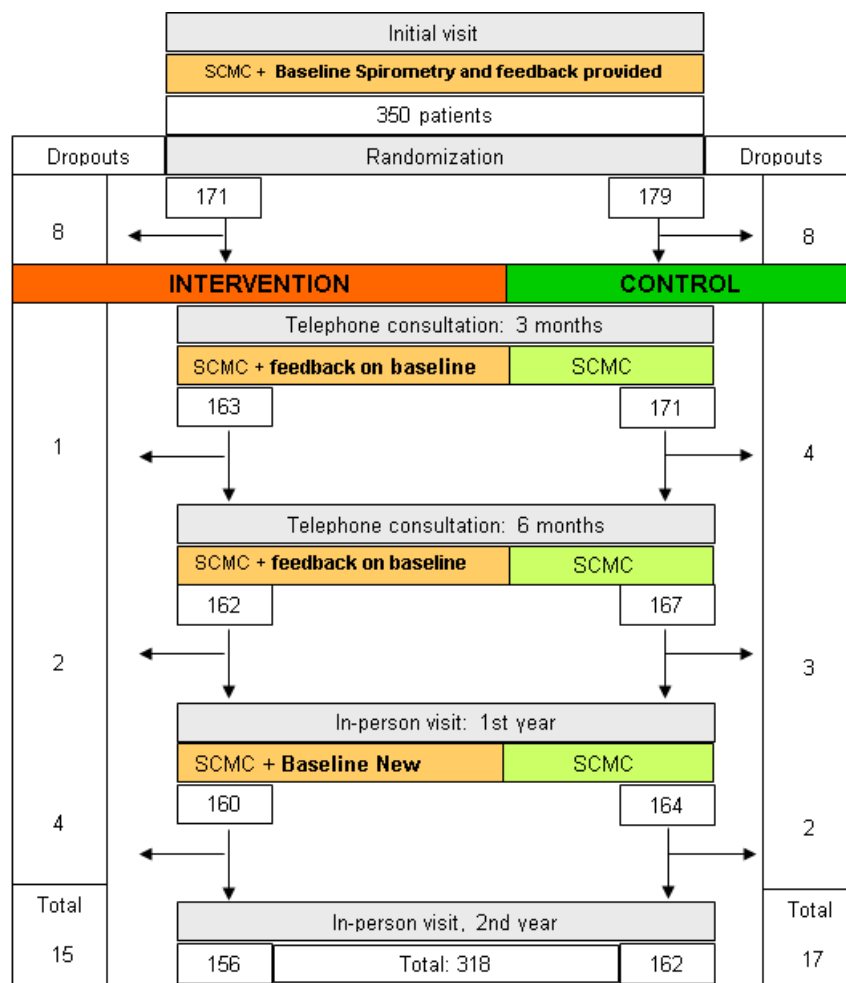 Initial visit
SCMC + Baseline Spirometry and feedback provided
350 patients
Dropouts Randomization Dropouts
171 179
8 8
INTERVENTION CONTROL
Telephone consultation: 3 months
SCMC + feedback on baseline SCMC
163 171
1 4
Telephone consultation: 6 months
SCMC + feedback on baseline SCMC
162 167
2 3
In-person visit: 1st year
SCMC + Baseline New SCMC
160 164
4 2
Total In-person visit, 2nd year Total
15 156 Total: 318 162 17